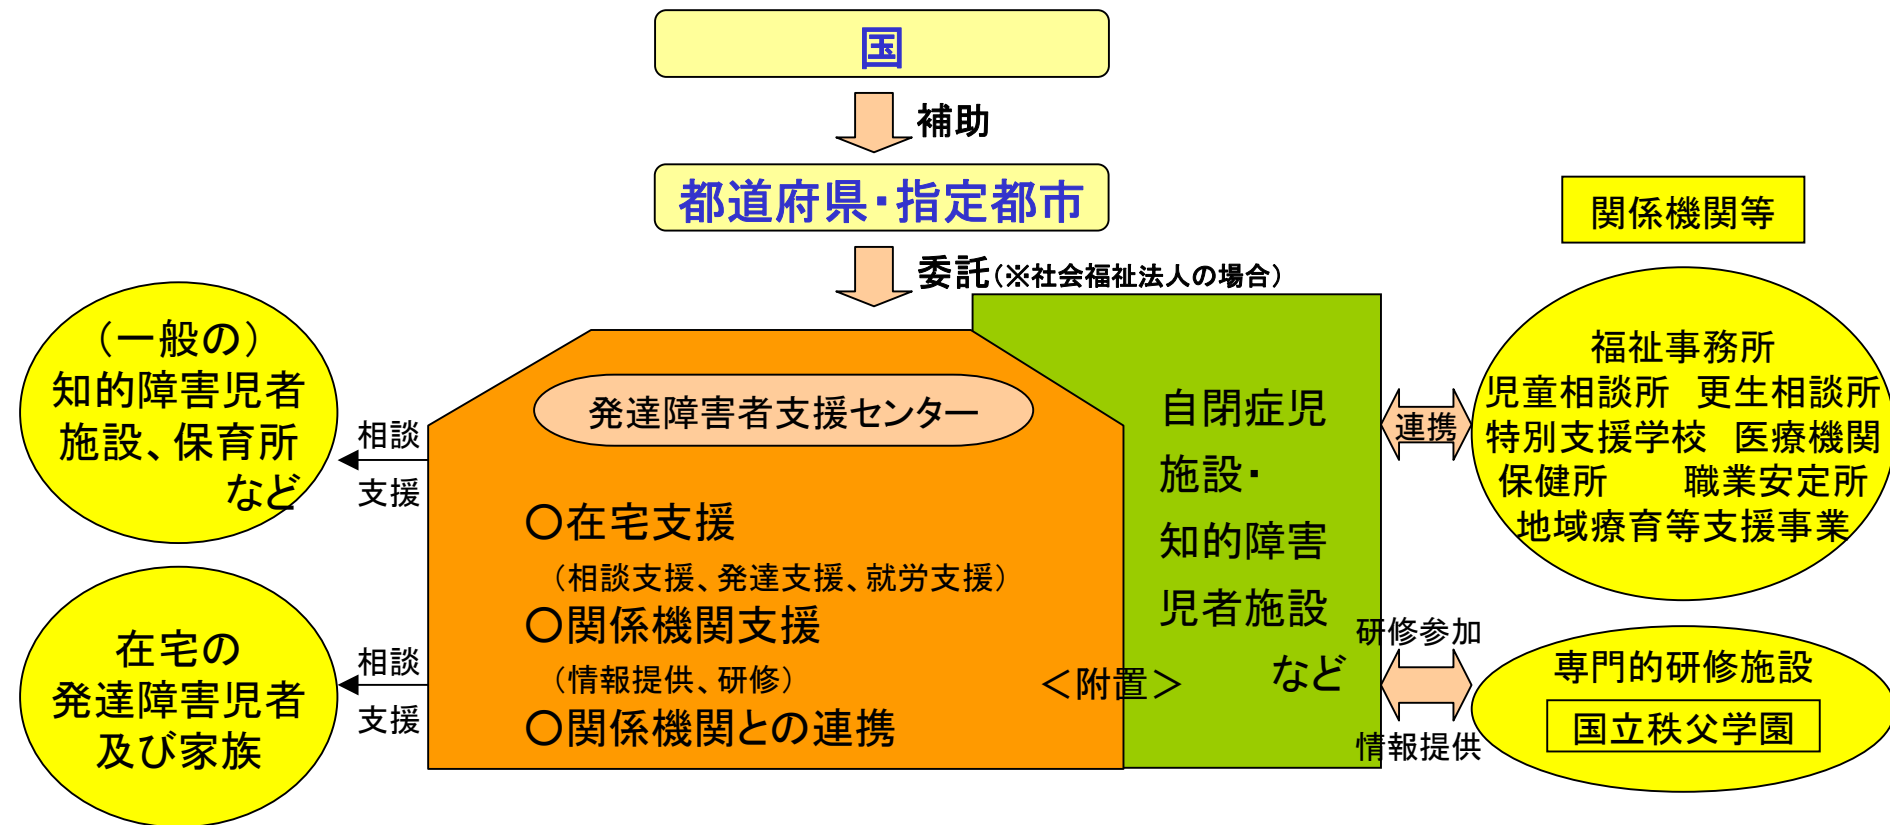 国
補助
都道府県・指定都市
委託（※社会福祉法人の場合）
関係機関等
（一般の）
知的障害児者
施設、保育所
など
相談
支援
在宅の
発達障害児者
及び家族
相談
支援
発達障害者支援センター
○在宅支援
（相談支援、発達支援、就労支援）
○関係機関支援
（情報提供、研修）
○関係機関との連携
＜附置＞
自閉症児
施設・
知的障害
児者施設
など
連携
福祉事務所
児童相談所 更生相談所
特別支援学校 医療機関
保健所 職業安定所
地域療育等支援事業
研修参加
情報提供
専門的研修施設
国立秩父学園